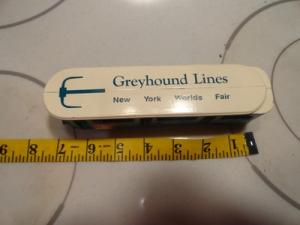 Greyhound Lines
New York Worlds Fair
9 8 7 6 5 4 3 2 1